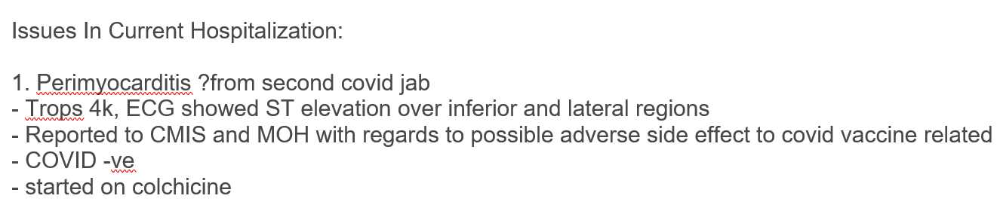 Issues In Current Hospitalization:
1. Perimyocarditis ?from second covid jab
- Trops 4k, ECG showed ST elevation over inferior and lateral regions
- Reported to CMIS and MOH with regards to possible adverse side effect to covid vaccine related
- COVID -ve
- started on colchicine